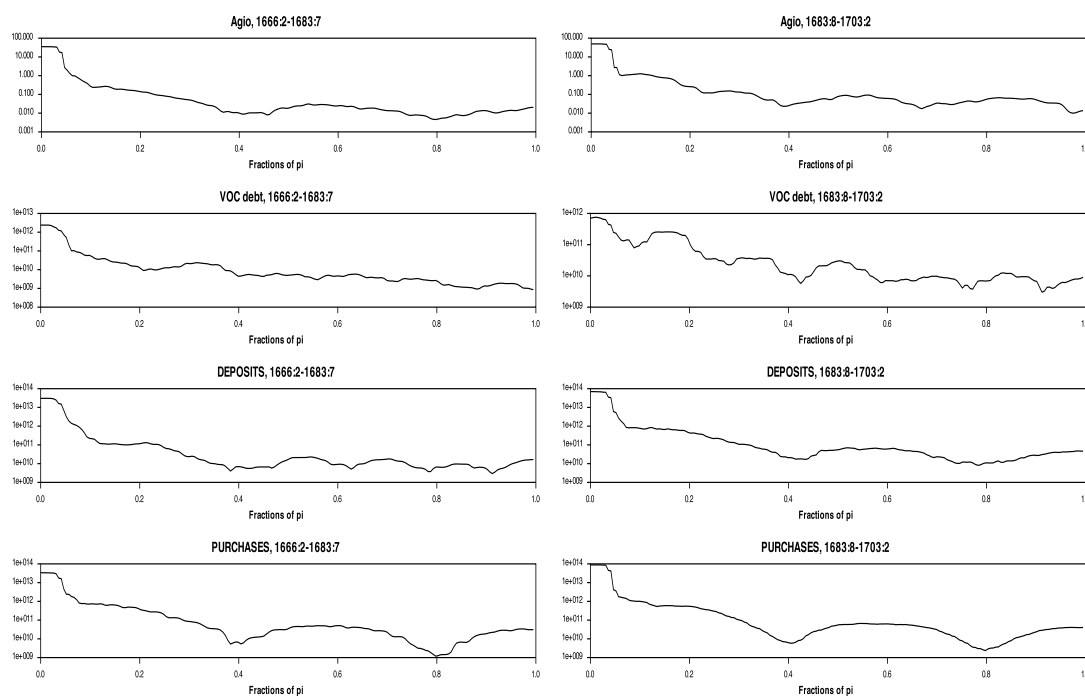 Agio, 1666:2-1683:7
100.000
10.000
1.000
0.100
0.010
0.001
0.0 0.2 0.4 0.6 0.8 1.0
Fractions of pi
Agio, 1683:8-1703:2
100.000
10.000
1.000
0.100
0.010
0.001
0.0 0.2 0.4 0.6 0.8 1.0
Fractions of pi
VOC debt, 1666:2-1683:7
1e+013
1e+012
1e+011
1e+010
1e+009
1e+008
0.0 0.2 0.4 0.6 0.8 1.0
Fractions of pi
VOC debt, 1683:8-1703:2
1e+012
1e+011
1e+010
1e+009
0.0 0.2 0.4 0.6 0.8 1.0
Fractions of pi
DEPOSITS, 1666:2-1683:7
1e+014
1e+013
1e+012
1e+011
1e+010
1e+009
0.0 0.2 0.4 0.6 0.8 1.0
Fractions of pi
DEPOSITS, 1683:8-1703:2
1e+014
1e+013
1e+012
1e+011
1e+010
1e+009
0.0 0.2 0.4 0.6 0.8 1.0
Fractions of pi
PURCHASES, 1666:2-1683:7
1e+014
1e+013
1e+012
1e+011
1e+010
1e+009
0.0 0.2 0.4 0.6 0.8 1.0
Fractions of pi
PURCHASES, 1683:8-1703:2
1e+014
1e+013
1e+012
1e+011
1e+010
1e+009
0.0 0.2 0.4 0.6 0.8 1.0
Fractions of pi